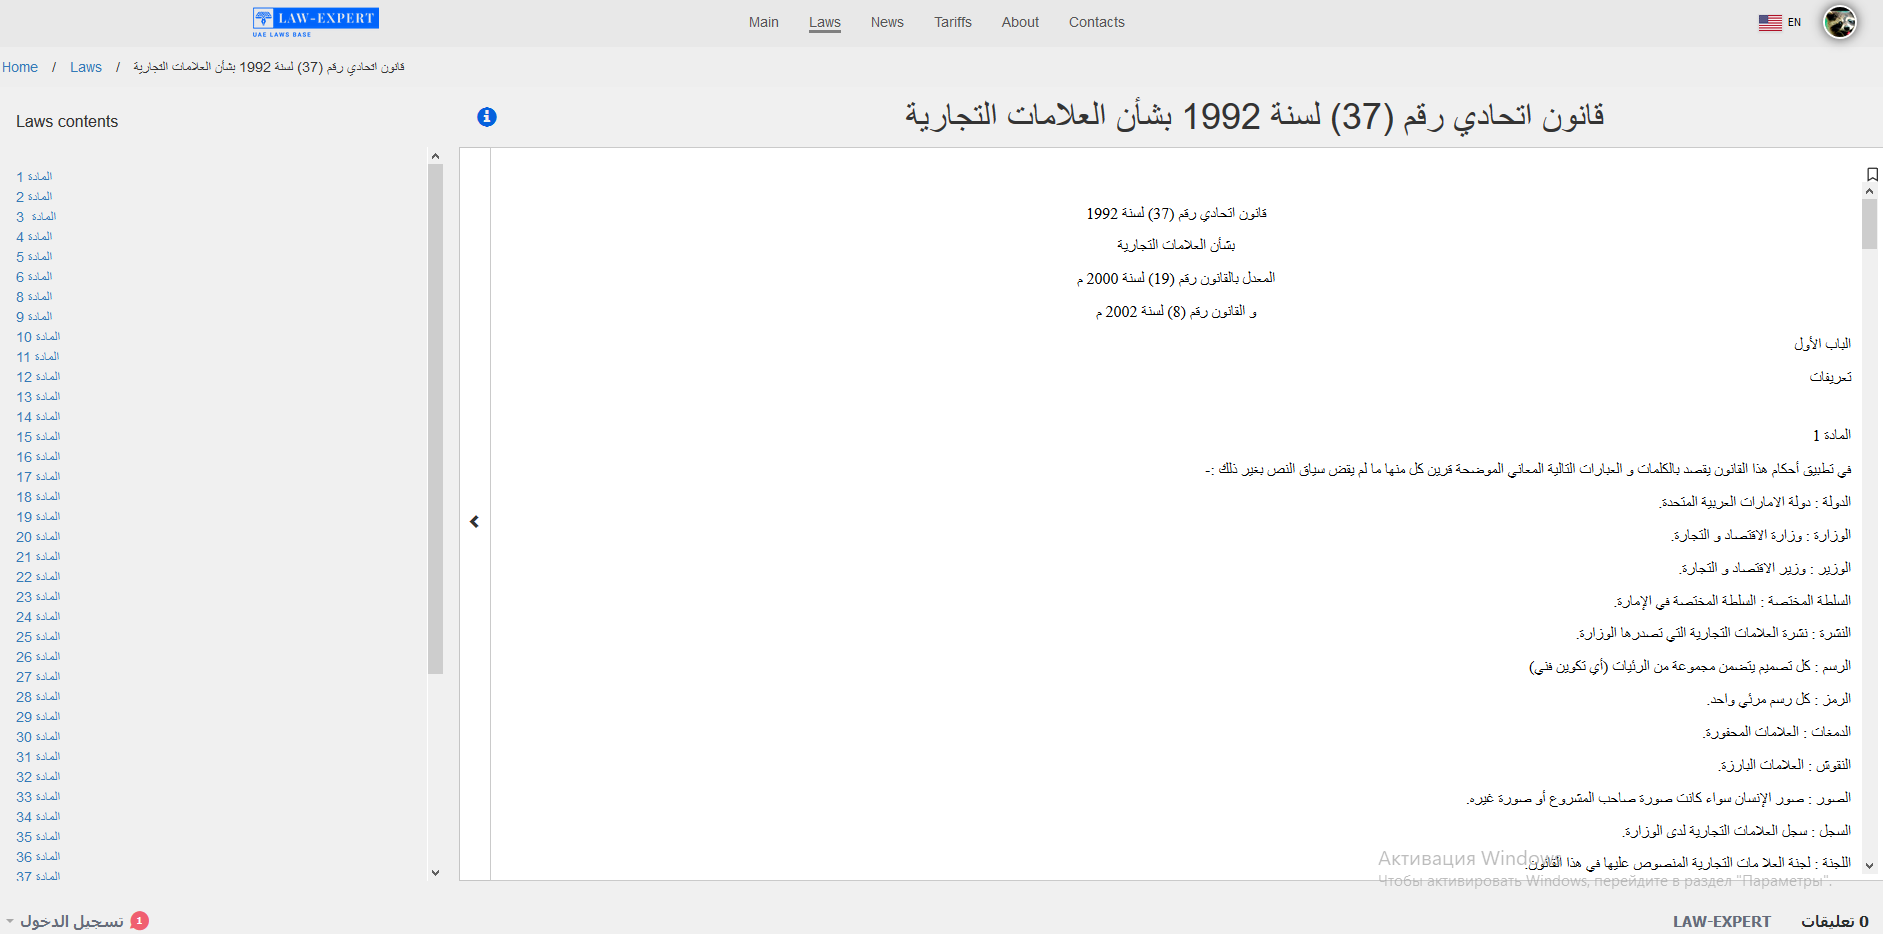 LAW-EXPERT
UAE LAWS BASE
Main Laws News Tariffs About Contacts
EN
Home / Laws / قانون اتحادي رقم (37) لسنة 1992 بشأن العلامات التجارية
Laws contents
المادة 1
المادة 2
المادة 3
المادة 4
المادة 5
المادة 6
المادة 8
المادة 9
المادة 10
المادة 11
المادة 12
المادة 13
المادة 14
المادة 15
المادة 16
المادة 17
المادة 18
المادة 19
المادة 20
المادة 21
المادة 22
المادة 23
المادة 24
المادة 25
المادة 26
المادة 27
المادة 28
المادة 29
المادة 30
المادة 31
المادة 32
المادة 33
المادة 34
المادة 35
المادة 36
المادة 37
قانون اتحادي رقم (37) لسنة 1992 بشأن العلامات التجارية
قانون اتحادي رقم (37) لسنة 1992
بشأن العلامات التجارية
المعدل بالقانون رقم (19) لسنة 2000 م
و القانون رقم (8) لسنة 2002 م
الباب الأول
تعريفات
المادة 1
في تطبيق أحكام هذا القانون يقصد بالكلمات و العبارات التالية المعاني الموضحة قرين كل منها ما لم يقض سياق النص بغير ذلك :-
الدولة : دولة الامارات العربية المتحدة.
الوزارة : وزارة الاقتصاد و التجارة.
الوزير : وزير الاقتصاد و التجارة.
السلطة المختصة : السلطة المختصة في الإمارة.
النشرة : نشرة العلامات التجارية التي تصدرها الوزارة.
الرسم : كل تصميم يتضمن مجموعة من الرئيات (أي تكوين فني)
الرمز : كل رسم مرئي واحد.
الدمغات : العلامات المحفورة.
النقوش : العلامات البارزة.
الصور : صور الإنسان سواء كانت صورة صاحب المشروع أو صورة غيره.
السجل : سجل العلامات التجارية لدى الوزارة.
اللجنة : لجنة العلا مات التجارية المنصوص عليها في هذا القانون.
Активация Windows
Чтобы активировать Windows, перейдите в раздел "Параметры".
0 تعليقات
LAW-EXPERT
1 تسجيل الدخول